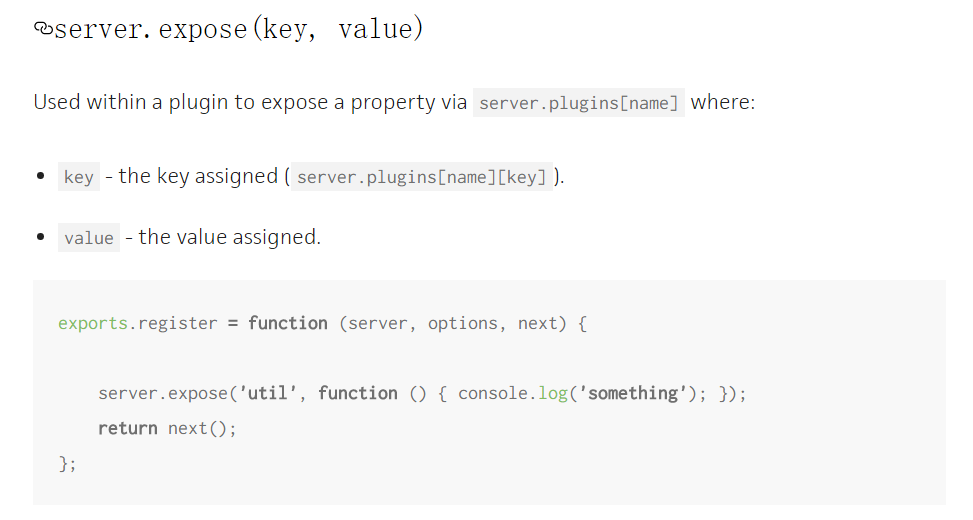 server.expose(key, value)
Used within a plugin to expose a property via server.plugins[name] where:
• key - the key assigned ( server.plugins[name][key] ).
• value - the value assigned.
exports.register = function (server, options, next) {
    server.expose('util', function () { console.log('something'); });
    return next();
};